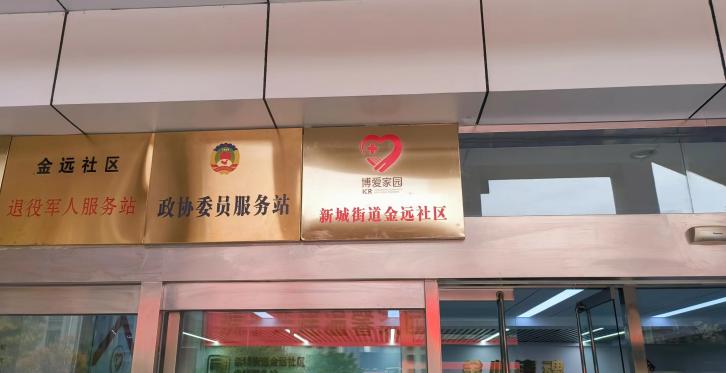 金远社区
退役军人服务站
政协委员服务站
博爱家园
新城街道金远社区